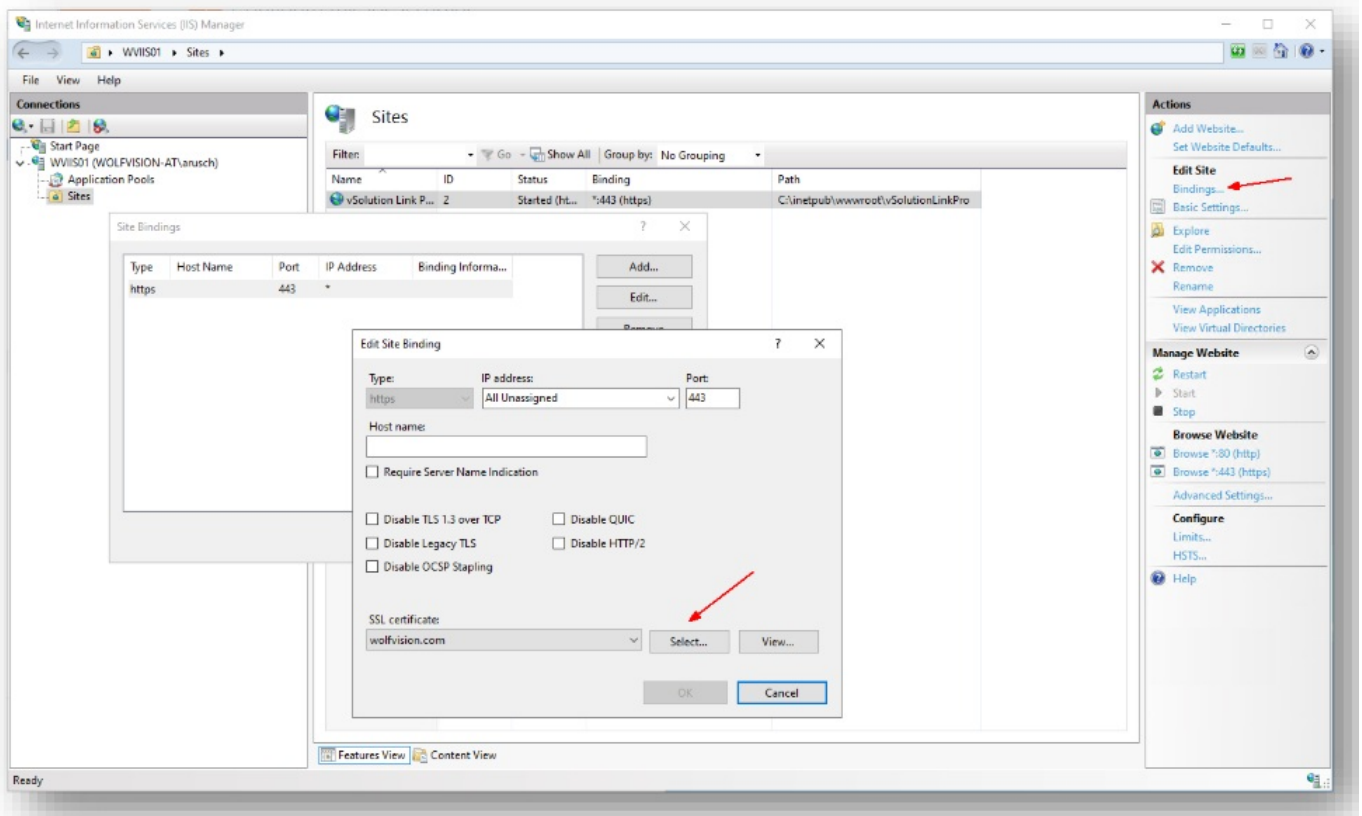 Internet Information Services (IIS) Manager
WVIIS01 Sites
File View Help
Connections
Start Page
WVIIS01 (WOLFVISION-AT\arusch)
Application Pools
Sites
Sites
Filter: Go Show All Group by: No Grouping
Name ID Status Binding Path
vSolution Link P... 2 Started (ht... *:443 (https) C:\inetpub\wwwroot\vSolutionLinkPro
Site Bindings ?
Type Host Name Port IP Address Binding Informa...
https 443 *
Add...
Edit...
Remove
Edit Site Binding ?
Type: IP address: Port:
https All Unassigned 443
Host name:
Require Server Name Indication
Disable TLS 1.3 over TCP Disable QUIC
Disable Legacy TLS Disable HTTP/2
Disable OCSP Stapling
SSL certificate:
wolfvision.com Select... View...
OK Cancel
Features View Content View
Actions
Add Website...
Set Website Defaults...
Edit Site
Bindings...
Basic Settings...
Explore
Edit Permissions...
Remove
Rename
View Applications
View Virtual Directories
Manage Website
Restart
Start
Stop
Browse Website
Browse *:80 (http)
Browse *:443 (https)
Advanced Settings...
Configure
Limits...
HSTS...
Help
Ready